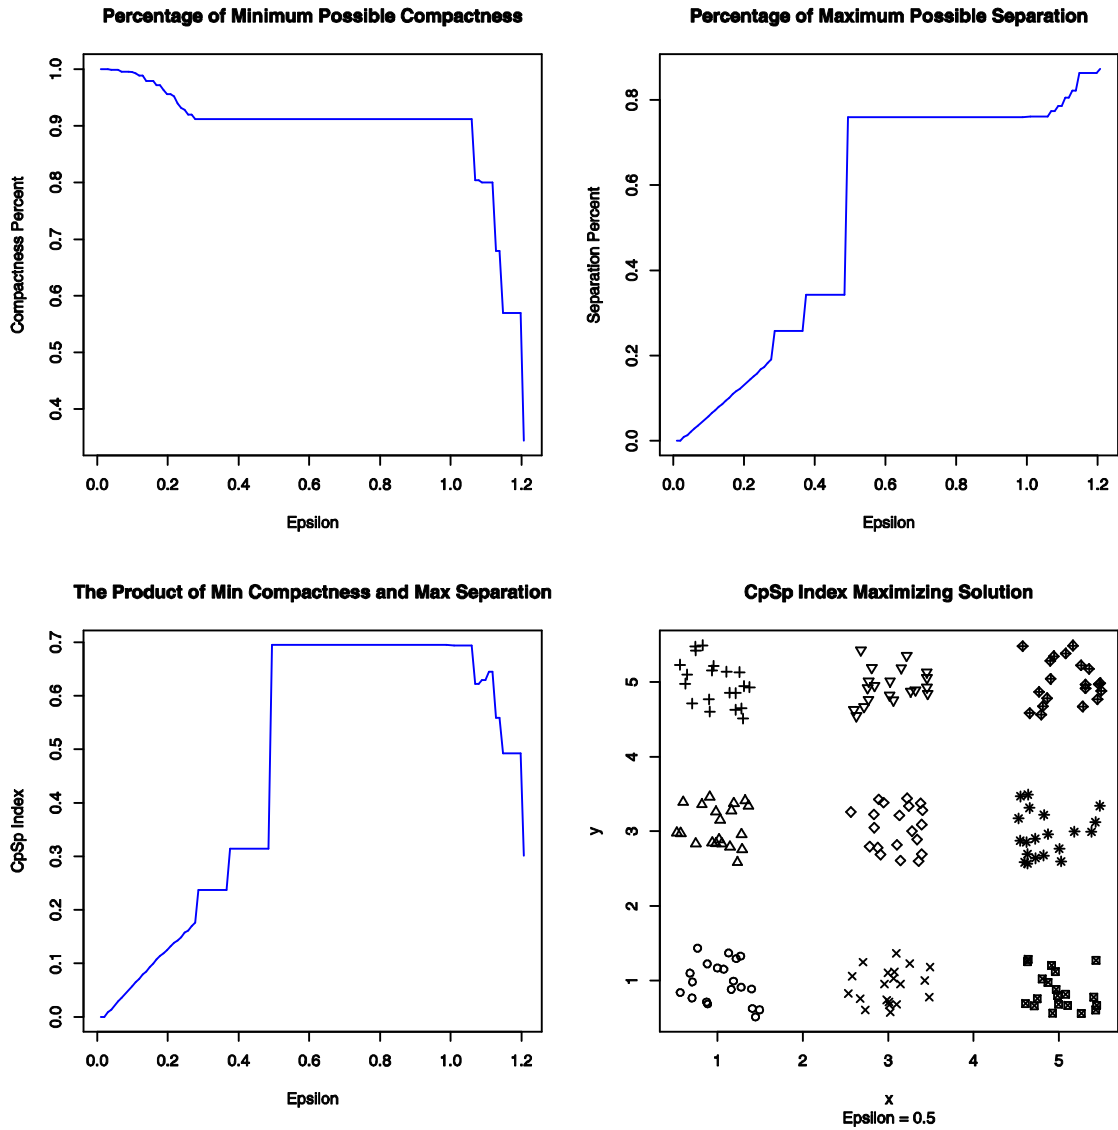 Percentage of Minimum Possible Compactness
Compactness Percent
1.0
0.9
0.8
0.7
0.6
0.5
0.4
0.0 0.2 0.4 0.6 0.8 1.0 1.2
Epsilon
Percentage of Maximum Possible Separation
Separation Percent
0.8
0.6
0.4
0.2
0.0
0.0 0.2 0.4 0.6 0.8 1.0 1.2
Epsilon
The Product of Min Compactness and Max Separation
CpSp Index
0.7
0.6
0.5
0.4
0.3
0.2
0.1
0.0
0.0 0.2 0.4 0.6 0.8 1.0 1.2
Epsilon
CpSp Index Maximizing Solution
y
5
4
3
2
1
1 2 3 4 5
x
Epsilon = 0.5